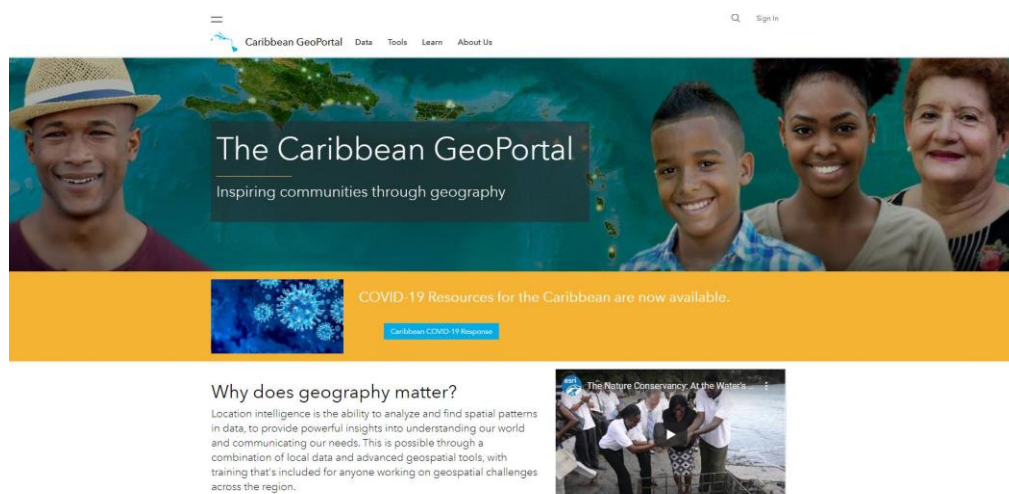 Sign In
Caribbean GeoPortal Data Tools Learn About Us
The Caribbean GeoPortal
Inspiring communities through geography
COVID-19 Resources for the Caribbean are now available.
Caribbean COVID-19 Response
Why does geography matter?
Location intelligence is the ability to analyze and find spatial patterns
in data, to provide powerful insights into understanding our world
and communicating our needs. This is possible through a
combination of local data and advanced geospatial tools, with
training that's included for anyone working on geospatial challenges
across the region.
esri
The Nature Conservancy: At the Water's ...